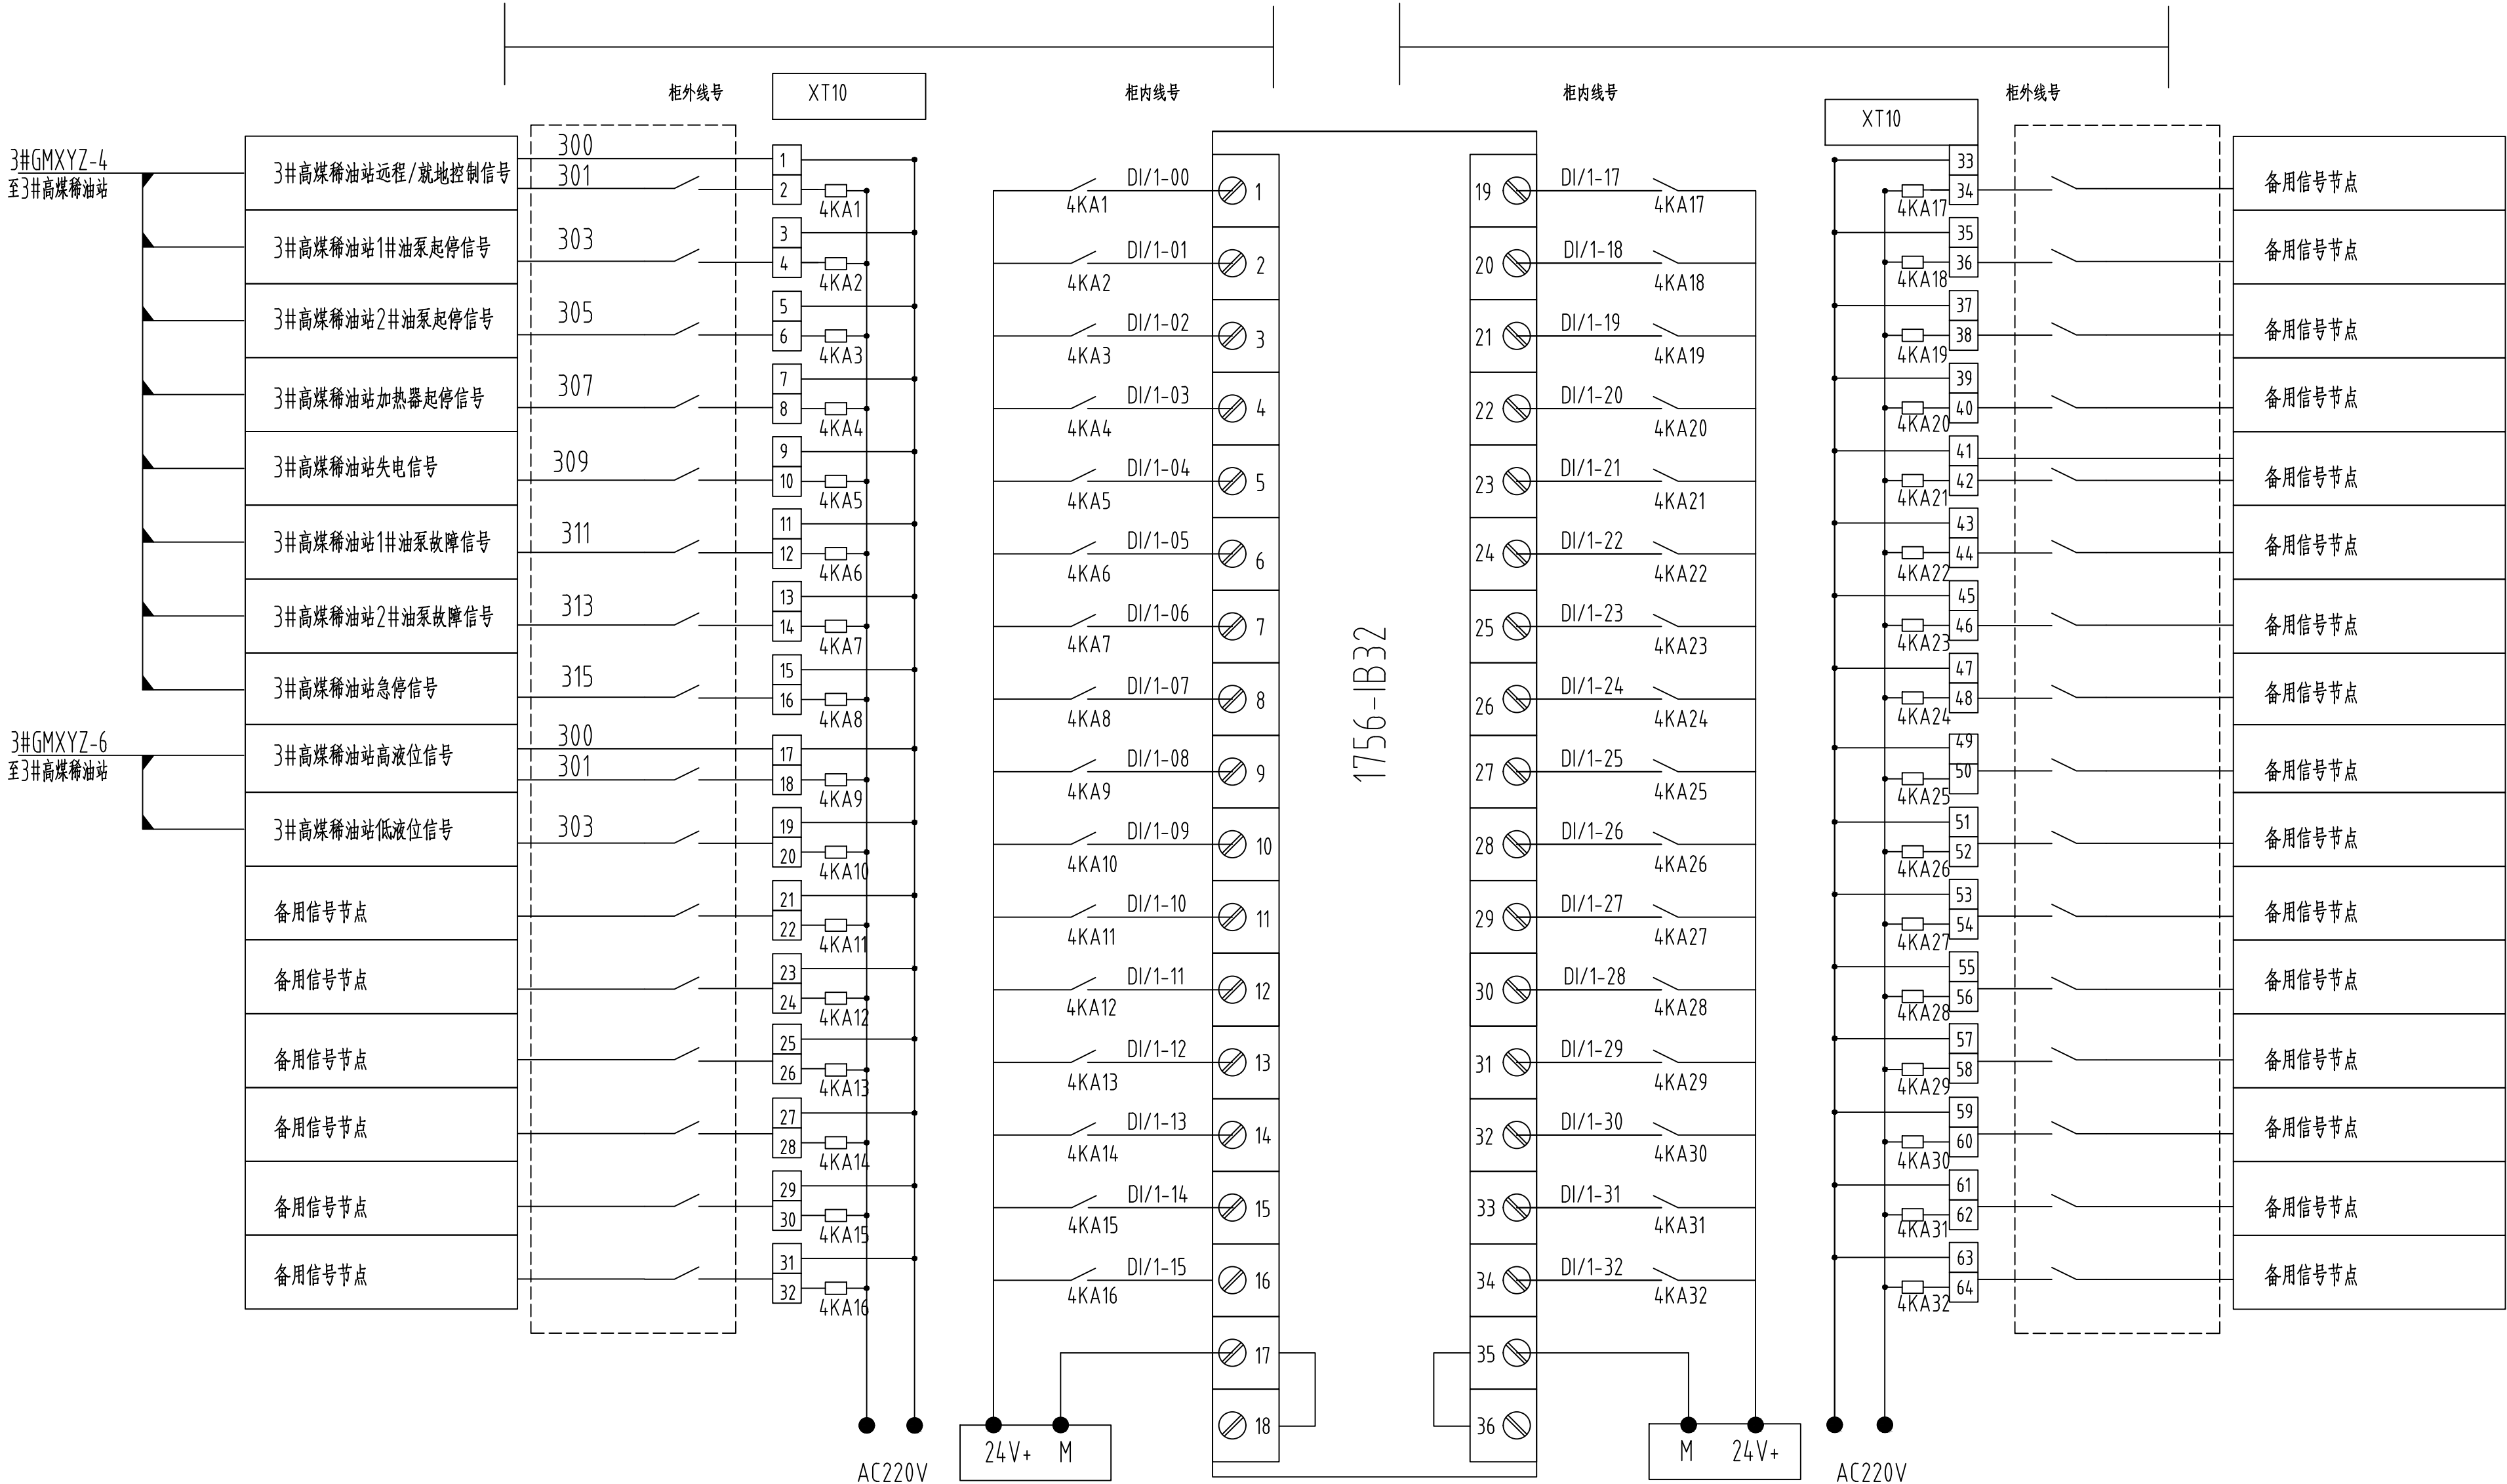 柜外线号 XT10 柜内线号 柜内线号 XT10 柜外线号
3#GMXYZ-4
至3#高煤稀油站
3#高煤稀油站远程/就地控制信号 300 301 1 2 4KA1 4KA1 DI/1-00 1 19 DI/1-17 4KA17 4KA17 33 34 备用信号节点
3#高煤稀油站1#油泵起停信号 303 3 4 4KA2 4KA2 DI/1-01 2 20 DI/1-18 4KA18 4KA18 35 36 备用信号节点
3#高煤稀油站2#油泵起停信号 305 5 6 4KA3 4KA3 DI/1-02 3 21 DI/1-19 4KA19 4KA19 37 38 备用信号节点
3#高煤稀油站加热器起停信号 307 7 8 4KA4 4KA4 DI/1-03 4 22 DI/1-20 4KA20 4KA20 39 40 备用信号节点
3#高煤稀油站失电信号 309 9 10 4KA5 4KA5 DI/1-04 5 23 DI/1-21 4KA21 4KA21 41 42 备用信号节点
3#高煤稀油站1#油泵故障信号 311 11 12 4KA6 4KA6 DI/1-05 6 24 DI/1-22 4KA22 4KA22 43 44 备用信号节点
3#高煤稀油站2#油泵故障信号 313 13 14 4KA7 4KA7 DI/1-06 7 25 DI/1-23 4KA23 4KA23 45 46 备用信号节点
3#高煤稀油站急停信号 315 15 16 4KA8 4KA8 DI/1-07 8 26 DI/1-24 4KA24 4KA24 47 48 备用信号节点
1756-IB32
3#GMXYZ-6
至3#高煤稀油站
3#高煤稀油站高液位信号 300 301 17 18 4KA9 4KA9 DI/1-08 9 27 DI/1-25 4KA25 4KA25 49 50 备用信号节点
3#高煤稀油站低液位信号 303 19 20 4KA10 4KA10 DI/1-09 10 28 DI/1-26 4KA26 4KA26 51 52 备用信号节点
备用信号节点 21 22 4KA11 4KA11 DI/1-10 11 29 DI/1-27 4KA27 4KA27 53 54 备用信号节点
备用信号节点 23 24 4KA12 4KA12 DI/1-11 12 30 DI/1-28 4KA28 4KA28 55 56 备用信号节点
备用信号节点 25 26 4KA13 4KA13 DI/1-12 13 31 DI/1-29 4KA29 4KA29 57 58 备用信号节点
备用信号节点 27 28 4KA14 4KA14 DI/1-13 14 32 DI/1-30 4KA30 4KA30 59 60 备用信号节点
备用信号节点 29 30 4KA15 4KA15 DI/1-14 15 33 DI/1-31 4KA31 4KA31 61 62 备用信号节点
备用信号节点 31 32 4KA16 4KA16 DI/1-15 16 34 DI/1-32 4KA32 4KA32 63 64 备用信号节点
17 35
18 36
24V+ M M 24V+
AC220V AC220V